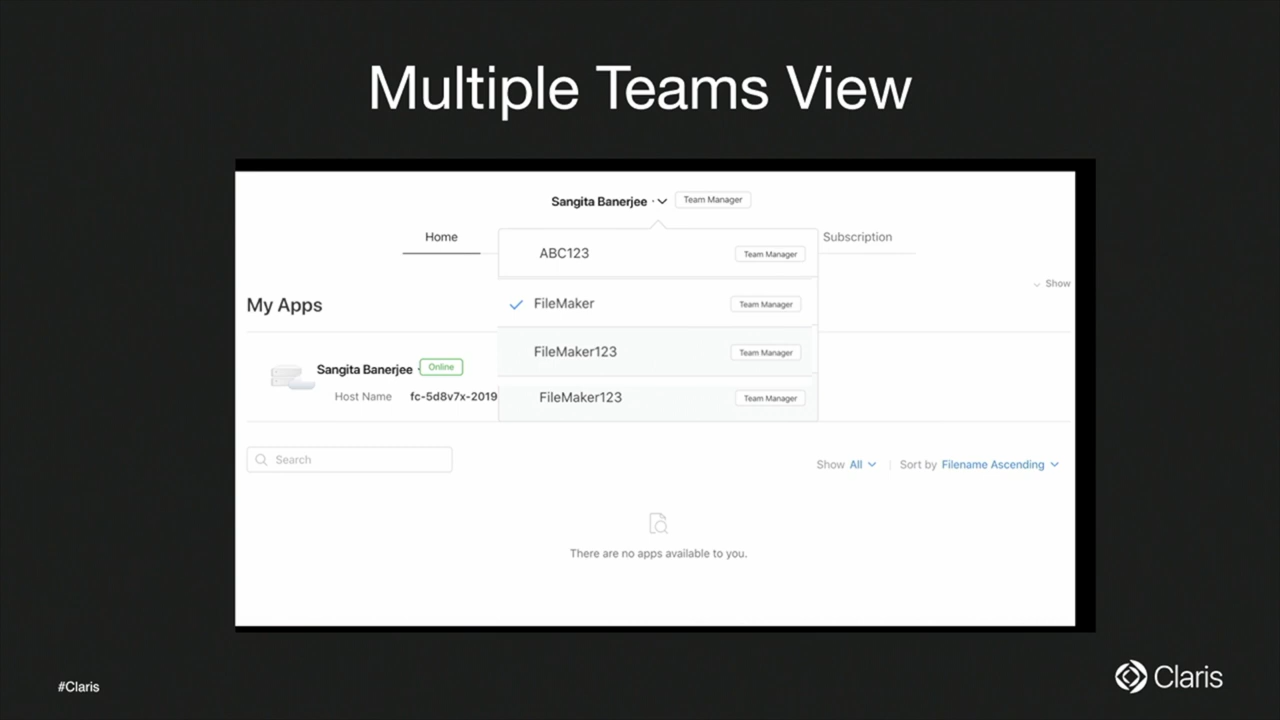 Multiple Teams View
Sangita Banerjee Team Manager
Home
Subscription
ABC123 Team Manager
FileMaker Team Manager
FileMaker123 Team Manager
FileMaker123 Team Manager
Show
My Apps
Sangita Banerjee Online
Host Name fc-5d8v7x-2019
Search
Show All | Sort by Filename Ascending
There are no apps available to you.
#Claris
Claris